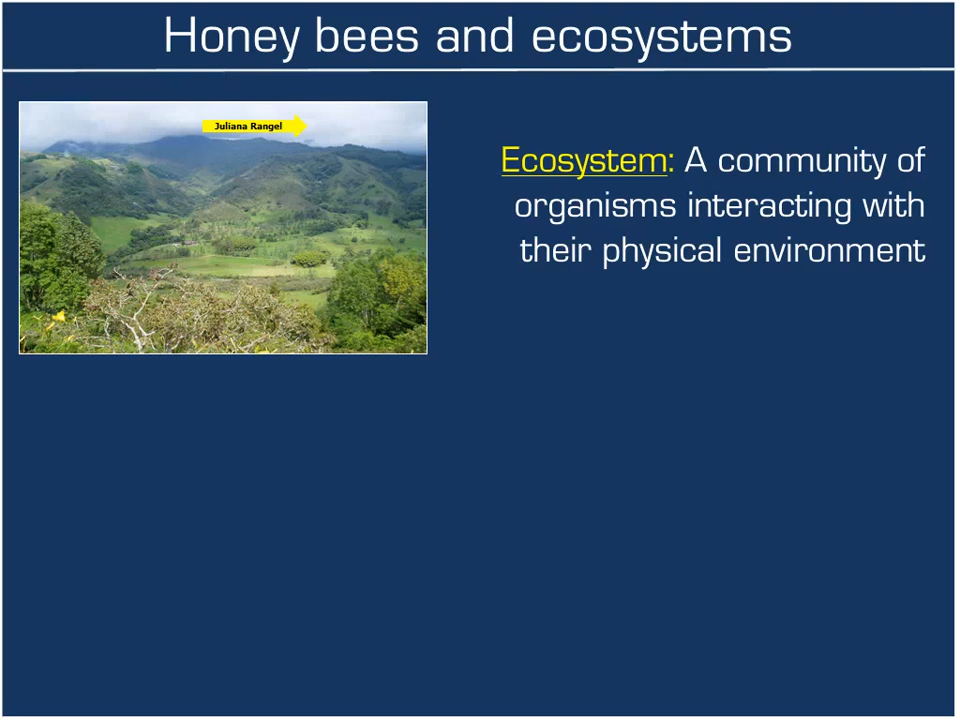 Honey bees and ecosystems
Juliana Rangel
Ecosystem: A community of
organisms interacting with
their physical environment